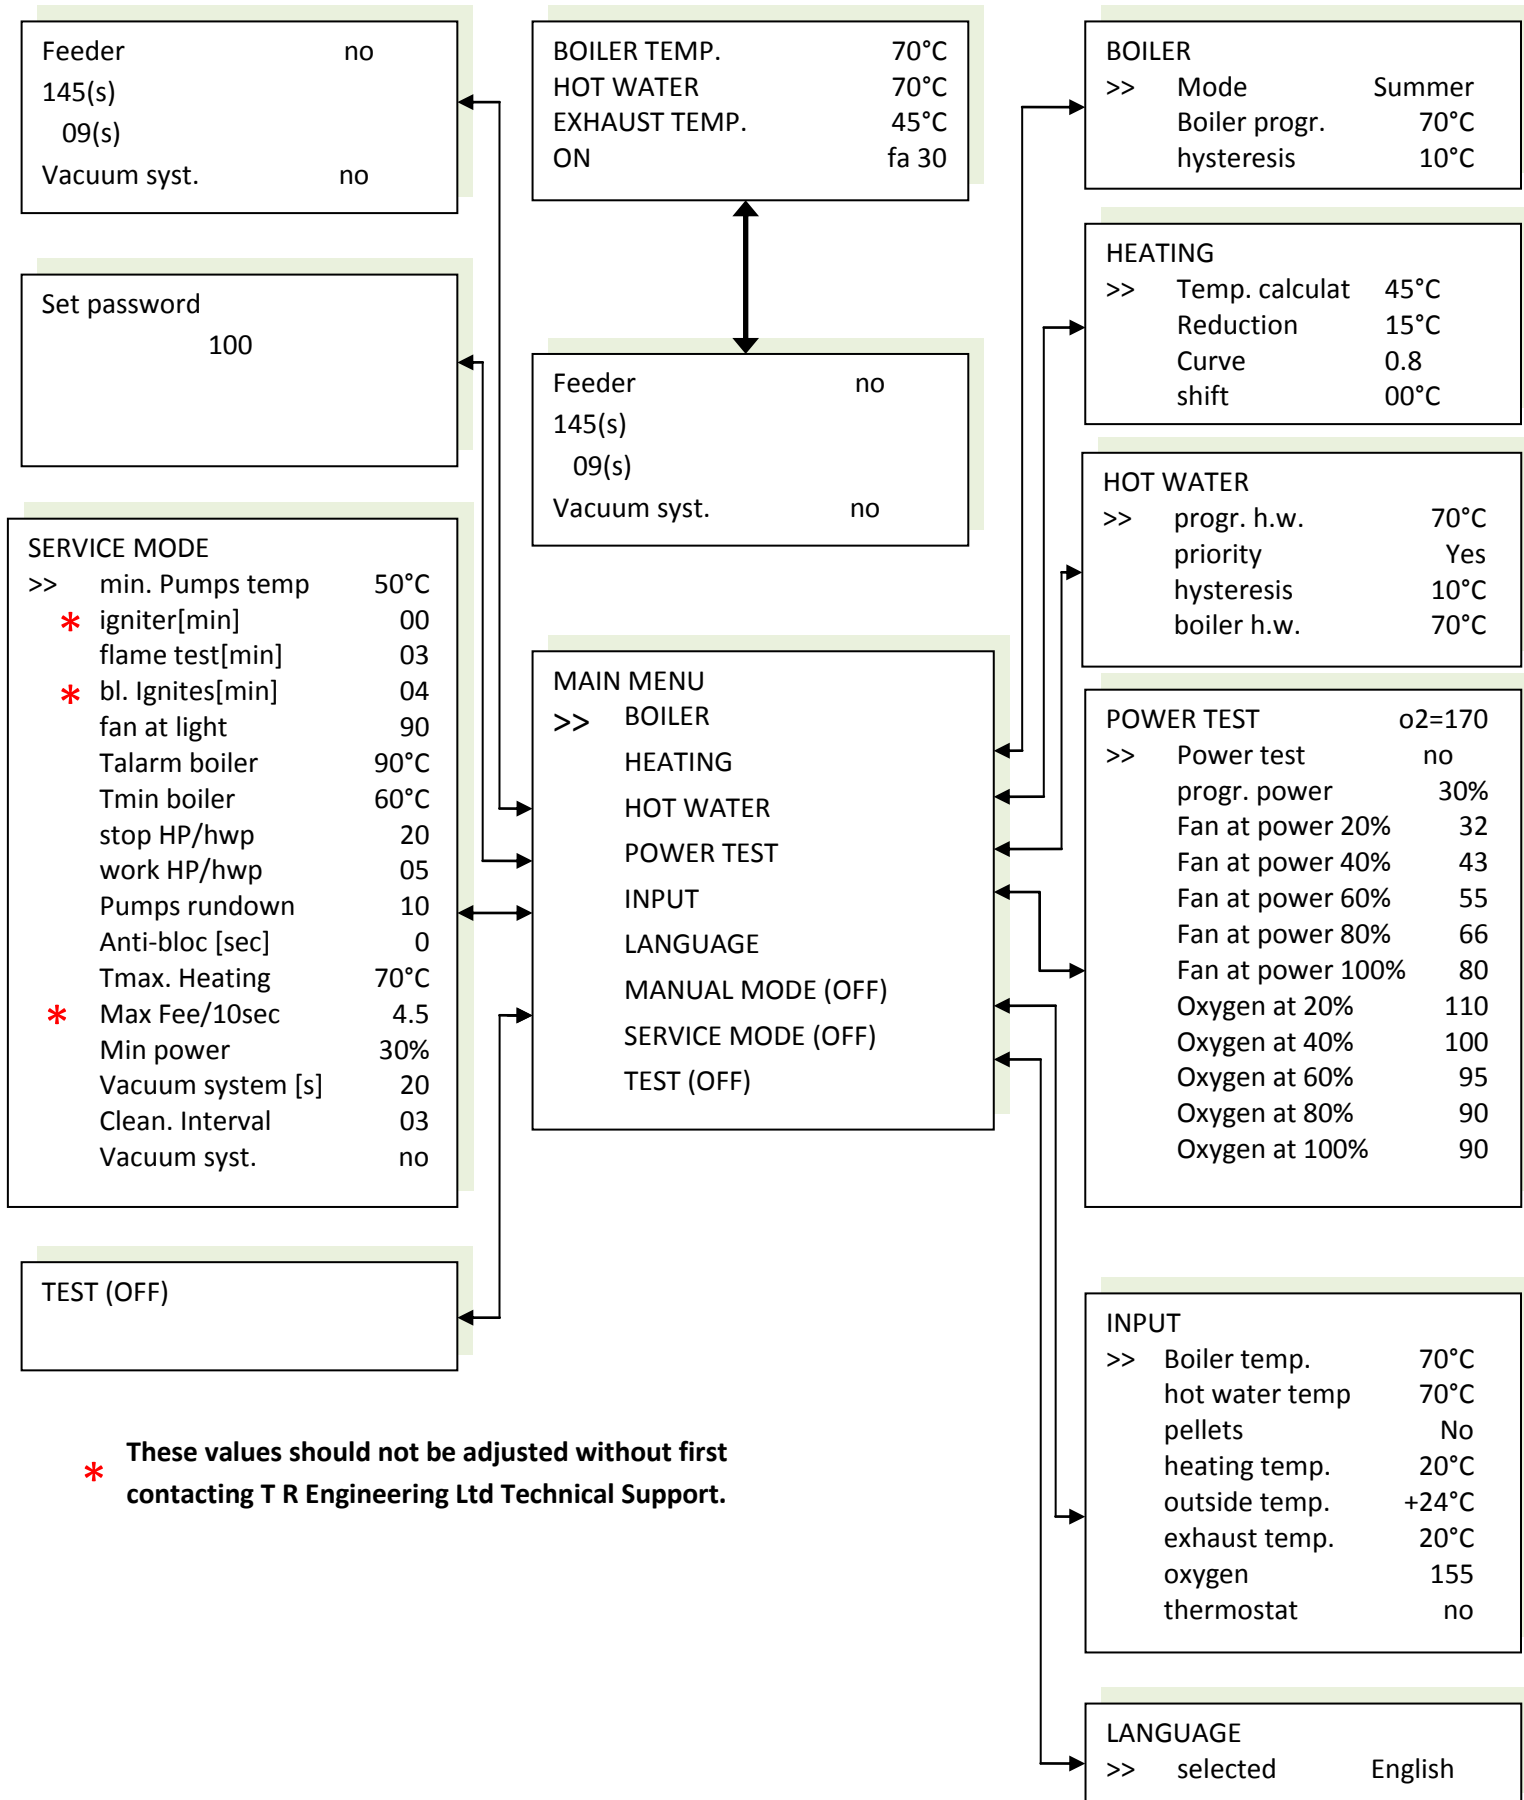 Feeder no
145(s)
09(s)
Vacuum syst. no
Set password
100
SERVICE MODE
>> min. Pumps temp 50°C
* igniter[min] 00
flame test[min] 03
* bl. Ignites[min] 04
fan at light 90
Talarm boiler 90°C
Tmin boiler 60°C
stop HP/hwp 20
work HP/hwp 05
Pumps rundown 10
Anti-bloc [sec] 0
Tmax. Heating 70°C
* Max Fee/10sec 4.5
Min power 30%
Vacuum system [s] 20
Clean. Interval 03
Vacuum syst. no
TEST (OFF)
* These values should not be adjusted without first
contacting T R Engineering Ltd Technical Support.
BOILER TEMP. 70°C
HOT WATER 70°C
EXHAUST TEMP. 45°C
ON fa 30
Feeder no
145(s)
09(s)
Vacuum syst. no
MAIN MENU
>> BOILER
HEATING
HOT WATER
POWER TEST
INPUT
LANGUAGE
MANUAL MODE (OFF)
SERVICE MODE (OFF)
TEST (OFF)
BOILER
>> Mode Summer
Boiler progr. 70°C
hysteresis 10°C
HEATING
>> Temp. calculat 45°C
Reduction 15°C
Curve 0.8
shift 00°C
HOT WATER
>> progr. h.w. 70°C
priority Yes
hysteresis 10°C
boiler h.w. 70°C
POWER TEST o2=170
>> Power test no
progr. power 30%
Fan at power 20% 32
Fan at power 40% 43
Fan at power 60% 55
Fan at power 80% 66
Fan at power 100% 80
Oxygen at 20% 110
Oxygen at 40% 100
Oxygen at 60% 95
Oxygen at 80% 90
Oxygen at 100% 90
INPUT
>> Boiler temp. 70°C
hot water temp 70°C
pellets No
heating temp. 20°C
outside temp. +24°C
exhaust temp. 20°C
oxygen 155
thermostat no
LANGUAGE
>> selected English